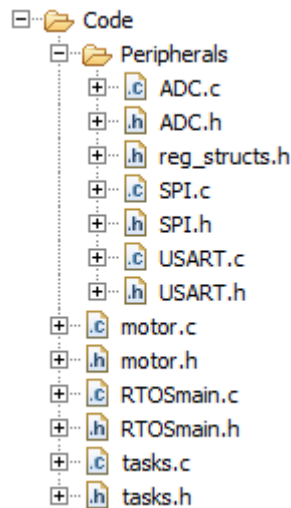 Code
Peripherals
.c ADC.c
.h ADC.h
.h reg_structs.h
.c SPI.c
.h SPI.h
.c USART.c
.h USART.h
.c motor.c
.h motor.h
.c RTOSmain.c
.h RTOSmain.h
.c tasks.c
.h tasks.h